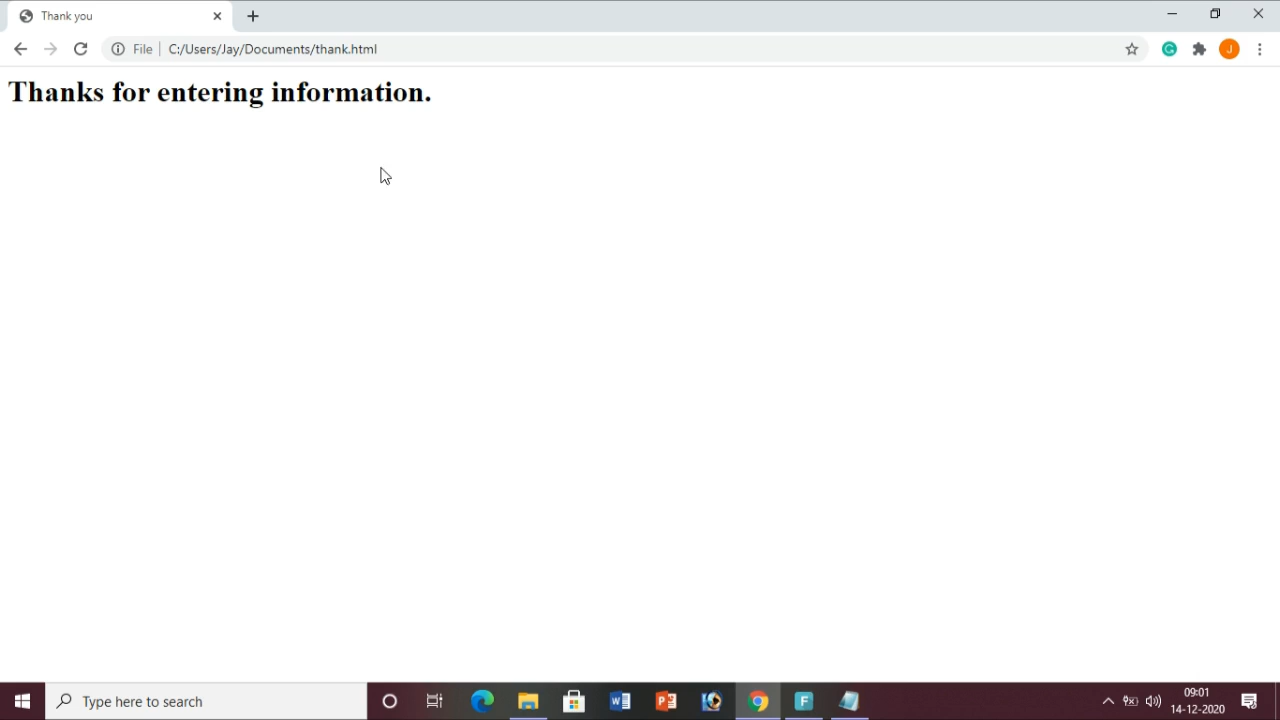 Thank you
File
C:/Users/Jay/Documents/thank.html
J
Thanks for entering information.
Type here to search
F
09:01
14-12-2020